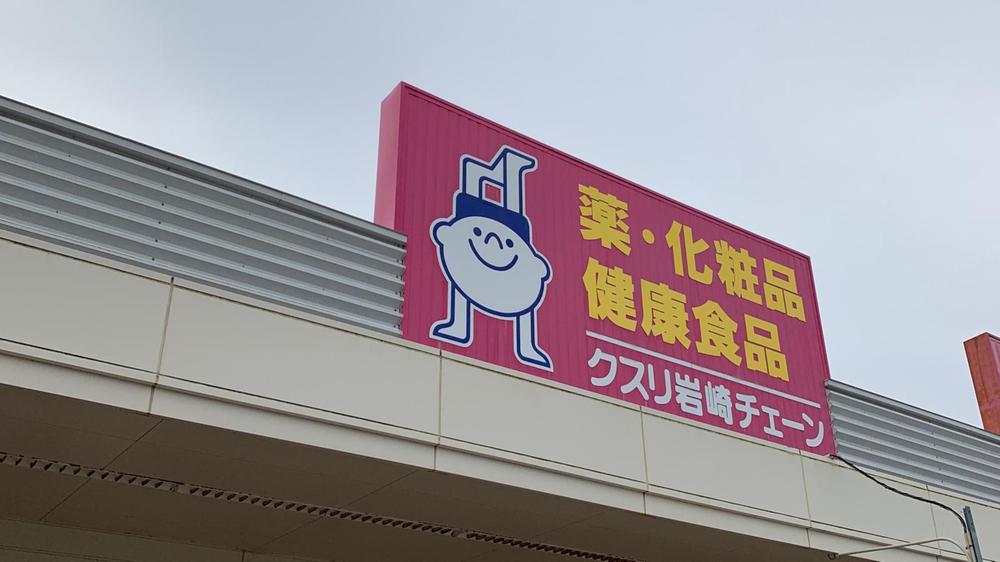 薬・化粧品
健康食品
クスリ岩崎チェーン